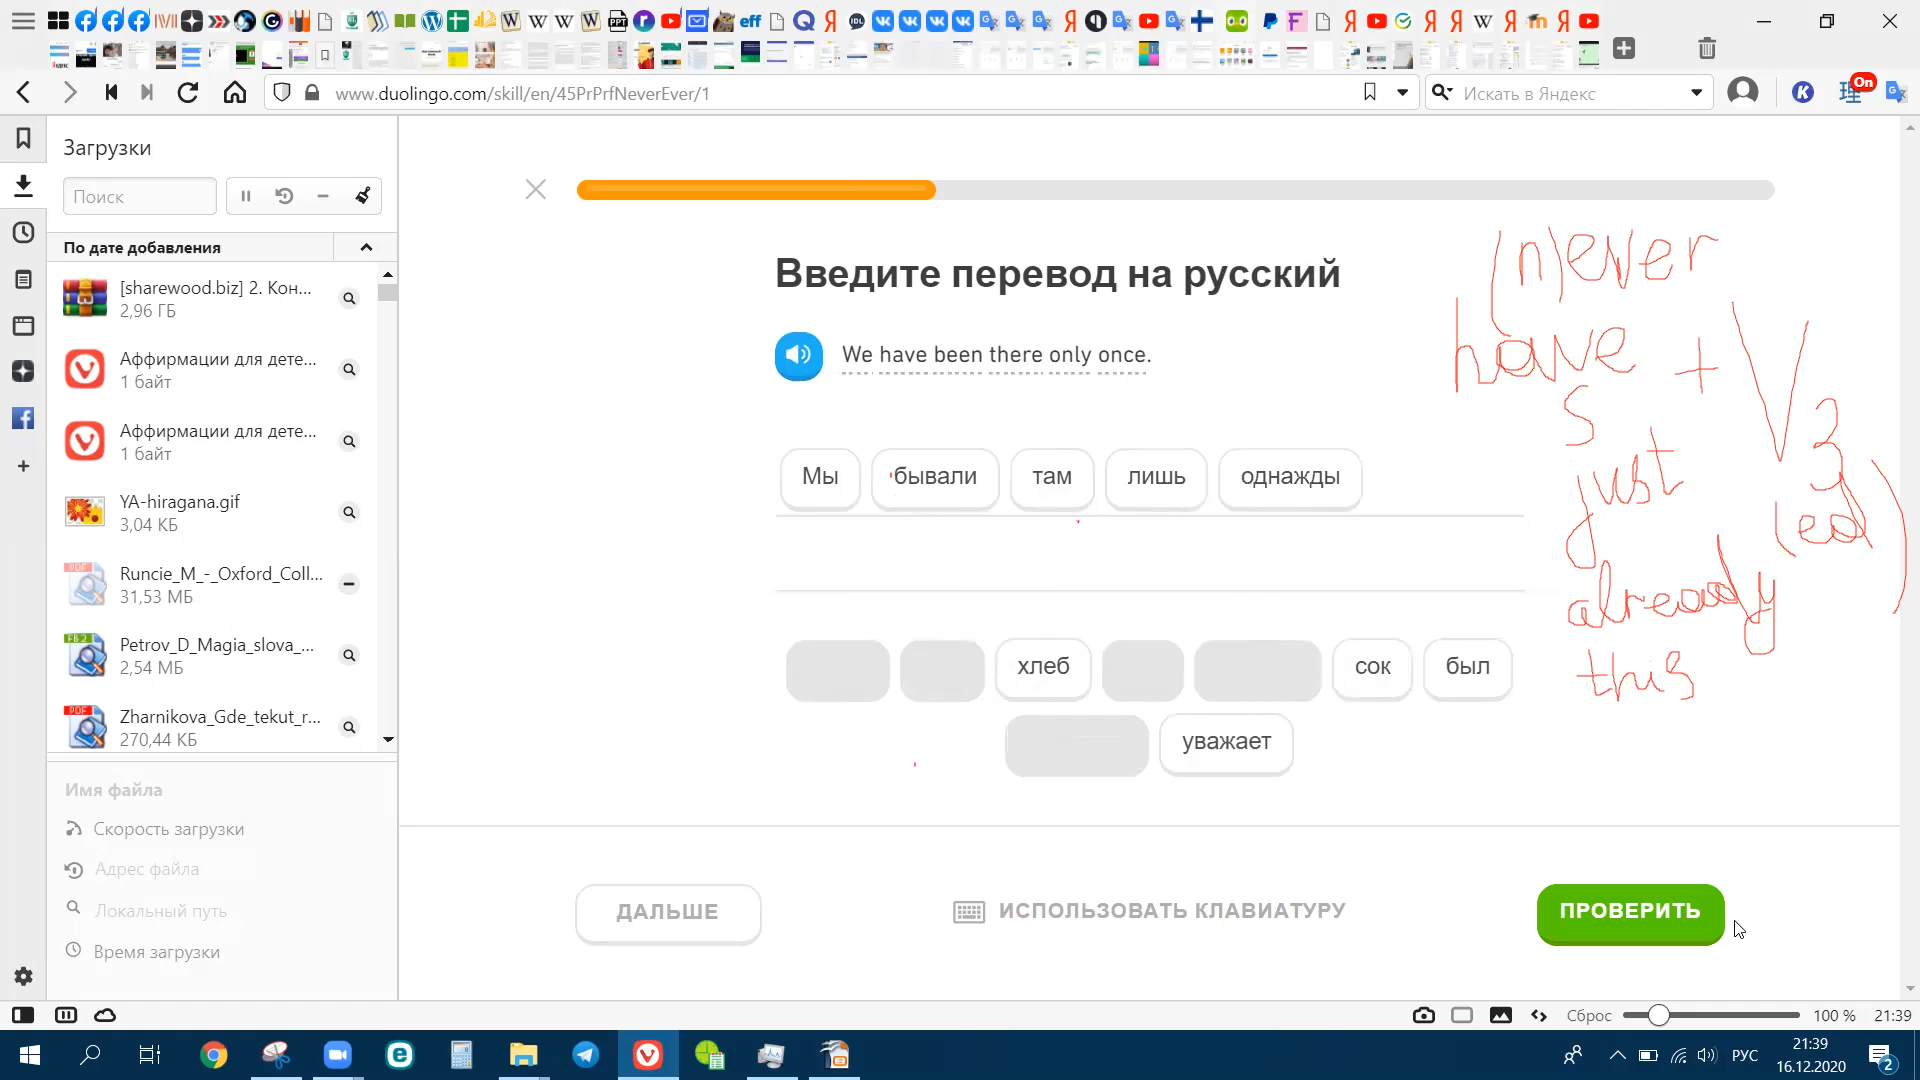 www.duolingo.com/skill/en/45PrPrfNeverEver/1
Искать в Яндекс
On
Загрузки
Поиск
По дате добавления
[sharewood.biz] 2. Кон...
2,96 ГБ
Аффирмации для дете...
1 байт
Аффирмации для дете...
1 байт
YA-hiragana.gif
3,04 КБ
Runcie_M_-_Oxford_Coll...
31,53 МБ
Petrov_D_Magia_slova_...
2,54 МБ
Zharnikova_Gde_tekut_r...
270,44 КБ
Имя файла
Скорость загрузки
Адрес файла
Локальный путь
Время загрузки
Введите перевод на русский
We have been there only once.
Мы бывали там лишь однажды
хлеб сок был
уважает
ДАЛЬШЕ
ИСПОЛЬЗОВАТЬ КЛАВИАТУРУ
ПРОВЕРИТЬ
(n)ever
have + V3
s
just
(ed)
already
this
Сброс 100 % 21:39
РУС
21:39
16.12.2020
2